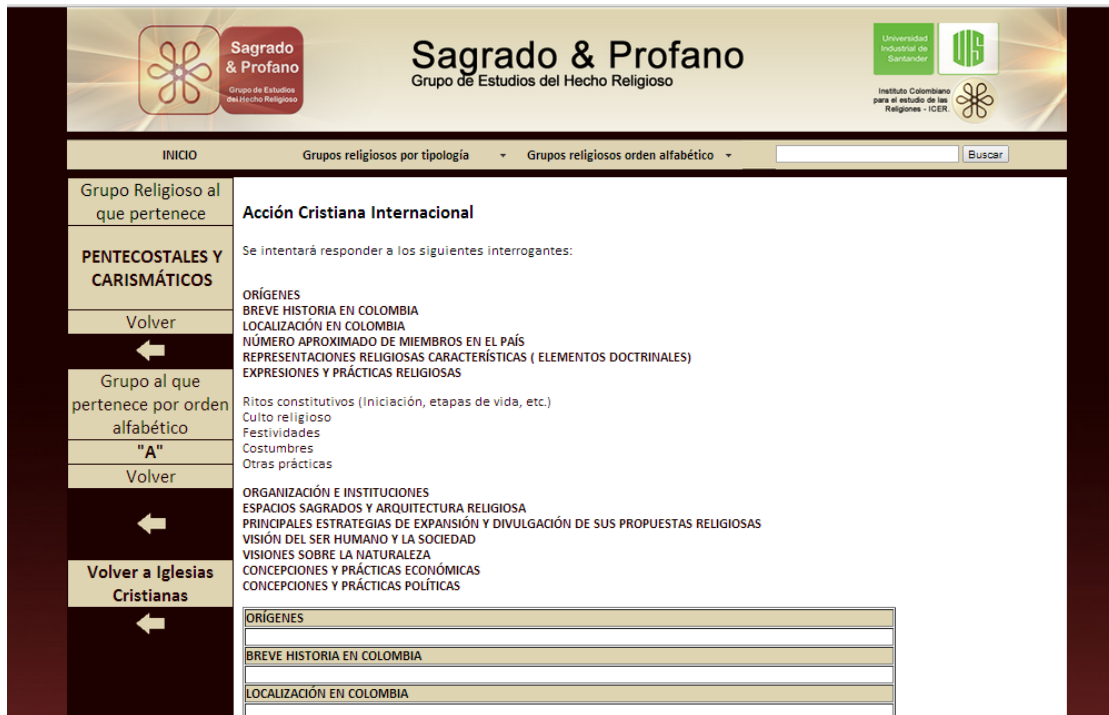 Sagrado
& Profano
Grupo de Estudios
del Hecho Religioso
Sagrado & Profano
Grupo de Estudios del Hecho Religioso
Universidad
Industrial de
Santander
UIS
Instituto Colombiano
para el estudio de las
Religiones - ICER.
INICIO
Grupos religiosos por tipología
Grupos religiosos orden alfabético
Buscar
Grupo Religioso al
que pertenece
PENTECOSTALES Y
CARISMÁTICOS
Volver
Grupo al que
pertenece por orden
alfabético
"A"
Volver
Volver a Iglesias
Cristianas
Acción Cristiana Internacional
Se intentará responder a los siguientes interrogantes:
ORÍGENES
BREVE HISTORIA EN COLOMBIA
LOCALIZACIÓN EN COLOMBIA
NÚMERO APROXIMADO DE MIEMBROS EN EL PAÍS
REPRESENTACIONES RELIGIOSAS CARACTERÍSTICAS ( ELEMENTOS DOCTRINALES)
EXPRESIONES Y PRÁCTICAS RELIGIOSAS
Ritos constitutivos (Iniciación, etapas de vida, etc.)
Culto religioso
Festividades
Costumbres
Otras prácticas
ORGANIZACIÓN E INSTITUCIONES
ESPACIOS SAGRADOS Y ARQUITECTURA RELIGIOSA
PRINCIPALES ESTRATEGIAS DE EXPANSIÓN Y DIVULGACIÓN DE SUS PROPUESTAS RELIGIOSAS
VISIÓN DEL SER HUMANO Y LA SOCIEDAD
VISIONES SOBRE LA NATURALEZA
CONCEPCIONES Y PRÁCTICAS ECONÓMICAS
CONCEPCIONES Y PRÁCTICAS POLÍTICAS
ORÍGENES
BREVE HISTORIA EN COLOMBIA
LOCALIZACIÓN EN COLOMBIA